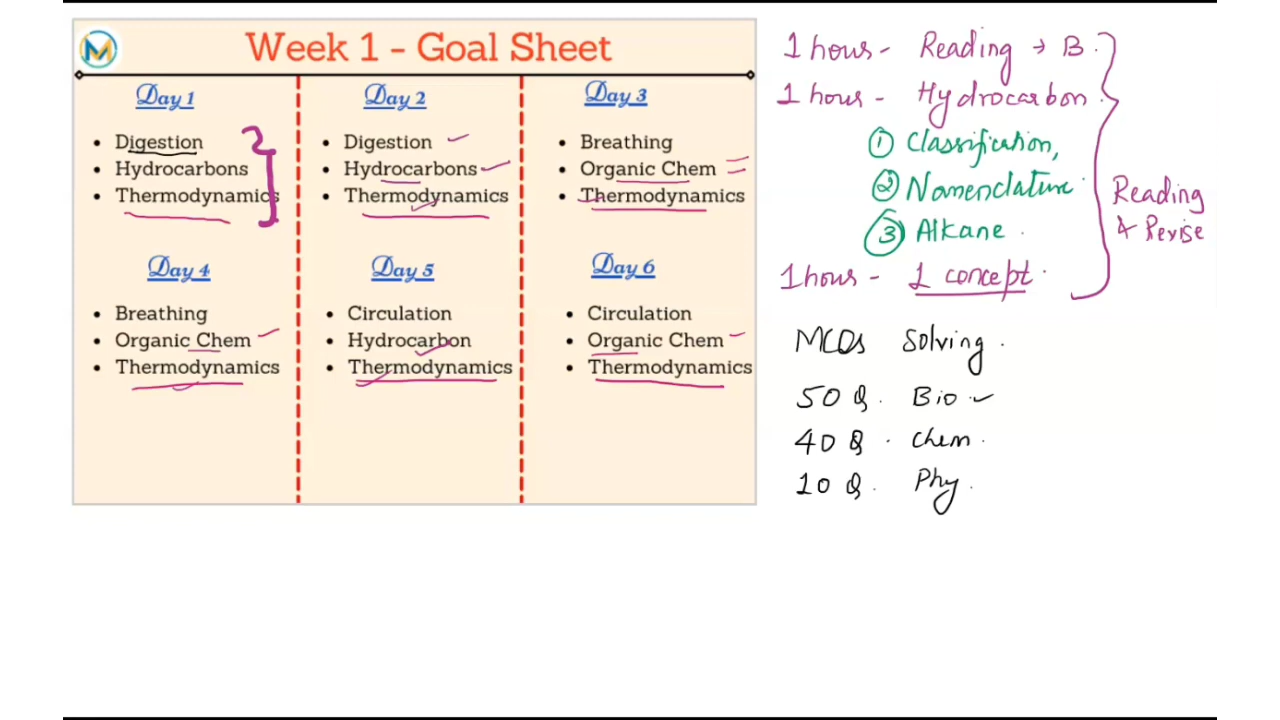 Week 1 - Goal Sheet
Day 1
• Digestion
• Hydrocarbons
• Thermodynamics
Day 2
• Digestion
• Hydrocarbons
• Thermodynamics
Day 3
• Breathing
• Organic Chem
• Thermodynamics
Day 4
• Breathing
• Organic Chem
• Thermodynamics
Day 5
• Circulation
• Hydrocarbon
• Thermodynamics
Day 6
• Circulation
• Organic Chem
• Thermodynamics
1 hours - Reading → B.
1 hour - Hydrocarbon.
① Classification,
② Nomenclature.
③ Alkane.
1 hours - 1 concept.
Reading
& Revise
MCQs Solving.
50 Q. Bio.
40 Q. Chem.
10 Q. Phy.